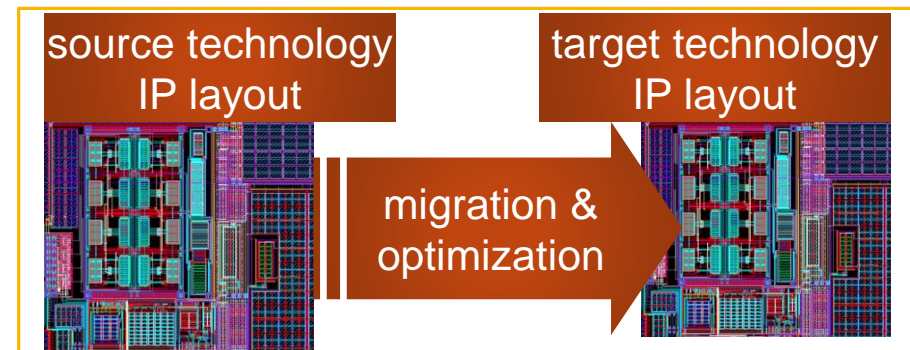 source technology
IP layout
target technology
IP layout
migration &
optimization